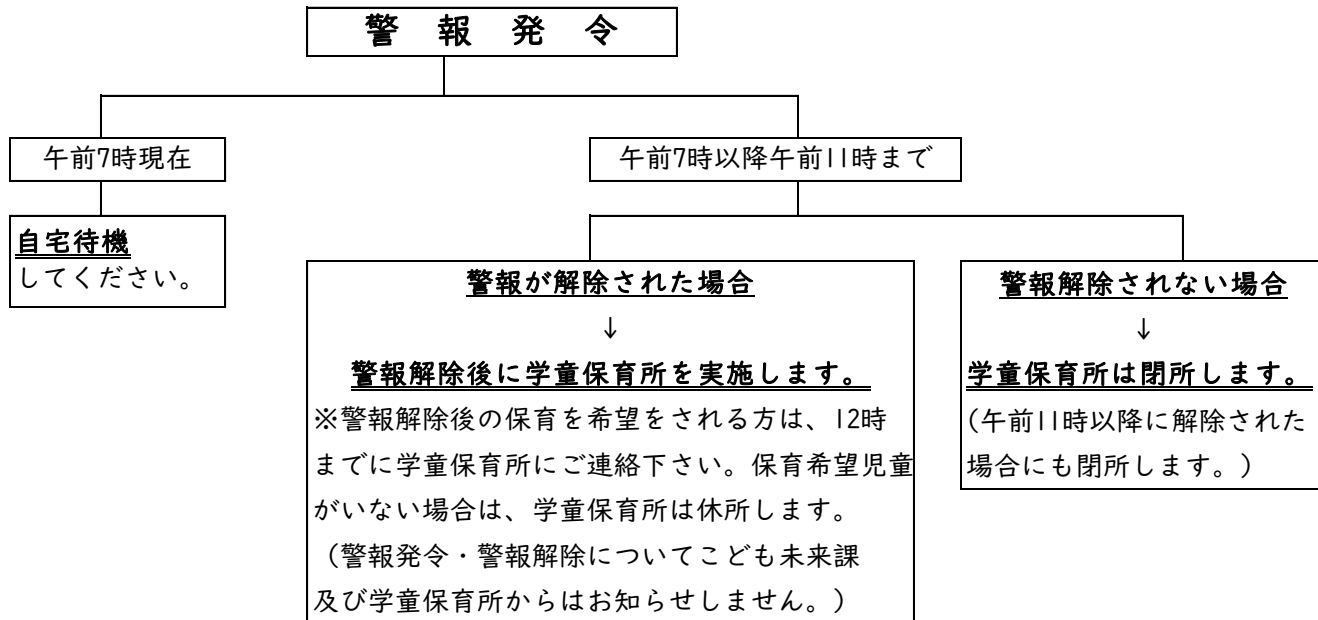 警 報 発 令
午前7時現在
午前7時以降午前11時まで
自宅待機
してください。
警報が解除された場合
↓
警報解除後に学童保育所を実施します。
※警報解除後の保育を希望をされる方は、12時
までに学童保育所にご連絡下さい。保育希望児童
がいない場合は、学童保育所は休所します。
（警報発令・警報解除についてこども未来課
及び学童保育所からはお知らせしません。）
警報解除されない場合
↓
学童保育所は閉所します。
(午前11時以降に解除された
場合にも閉所します。）